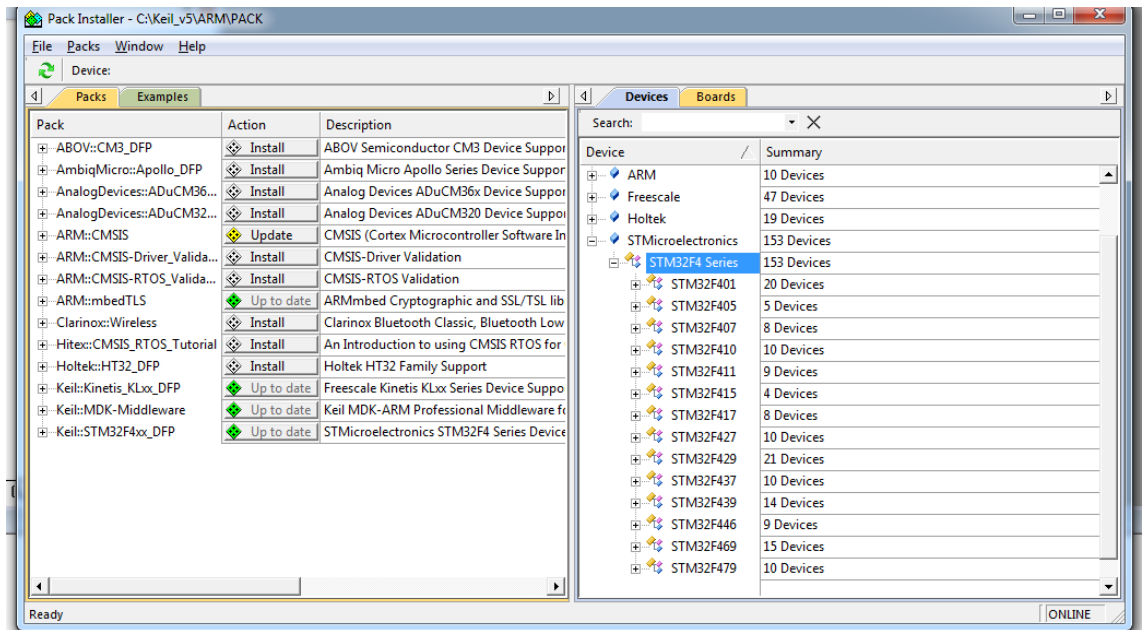 Pack Installer - C:\Keil_v5\ARM\PACK
File Packs Window Help
Device:
Packs Examples
Pack Action Description
ABOV::CM3_DFP Install ABOV Semiconductor CM3 Device Suppor
AmbiqMicro::Apollo_DFP Install Ambiq Micro Apollo Series Device Suppor
AnalogDevices::ADuCM36... Install Analog Devices ADuCM36x Device Suppor
AnalogDevices::ADuCM32... Install Analog Devices ADuCM320 Device Suppor
ARM::CMSIS Update CMSIS (Cortex Microcontroller Software In
ARM::CMSIS-Driver_Valida... Install CMSIS-Driver Validation
ARM::CMSIS-RTOS_Valida... Install CMSIS-RTOS Validation
ARM::mbedTLS Up to date ARMmbed Cryptographic and SSL/TSL lib
Clarinox::Wireless Install Clarinox Bluetooth Classic, Bluetooth Low
Hitex::CMSIS_RTOS_Tutorial Install An Introduction to using CMSIS RTOS for
Holtek::HT32_DFP Install Holtek HT32 Family Support
Keil::Kinetis_KLxx_DFP Up to date Freescale Kinetis KLxx Series Device Suppo
Keil::MDK-Middleware Up to date Keil MDK-ARM Professional Middleware fo
Keil::STM32F4xx_DFP Up to date STMicroelectronics STM32F4 Series Device
Devices Boards
Search:
Device Summary
ARM 10 Devices
Freescale 47 Devices
Holtek 19 Devices
STMicroelectronics 153 Devices
STM32F4 Series 153 Devices
STM32F401 20 Devices
STM32F405 5 Devices
STM32F407 8 Devices
STM32F410 10 Devices
STM32F411 9 Devices
STM32F415 4 Devices
STM32F417 8 Devices
STM32F427 10 Devices
STM32F429 21 Devices
STM32F437 10 Devices
STM32F439 14 Devices
STM32F446 9 Devices
STM32F469 15 Devices
STM32F479 10 Devices
Ready ONLINE